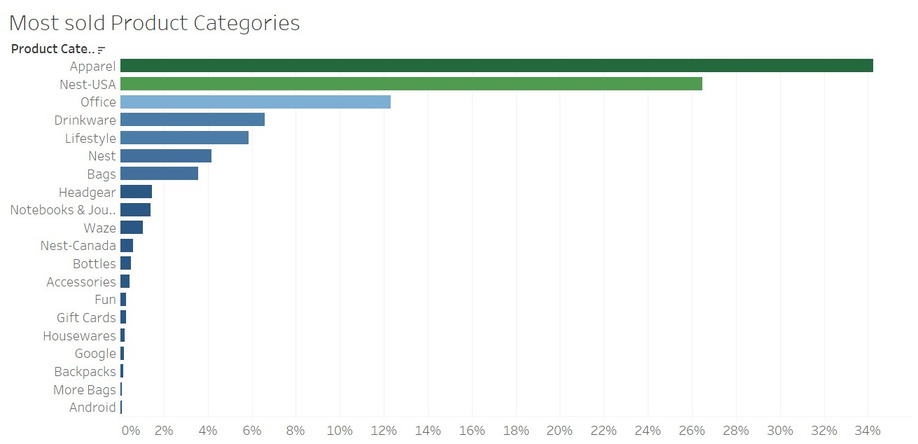 Most sold Product Categories
Product Cate..
Apparel
Nest-USA
Office
Drinkware
Lifestyle
Nest
Bags
Headgear
Notebooks & Jou..
Waze
Nest-Canada
Bottles
Accessories
Fun
Gift Cards
Housewares
Google
Backpacks
More Bags
Android
0% 2% 4% 6% 8% 10% 12% 14% 16% 18% 20% 22% 24% 26% 28% 30% 32% 34%